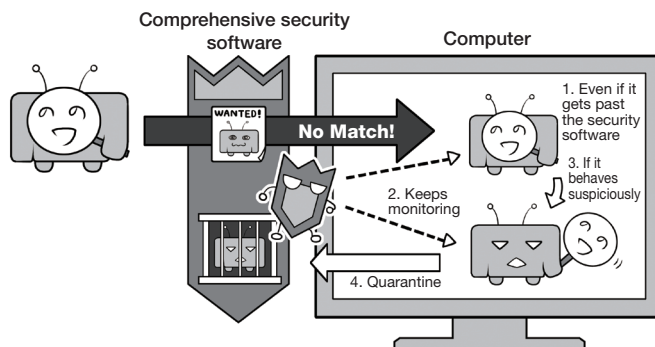 Comprehensive security
software
Computer
WANTED!
No Match!
1. Even if it
gets past
the security
software
2. Keeps
monitoring
3. If it
behaves
suspiciously
4. Quarantine